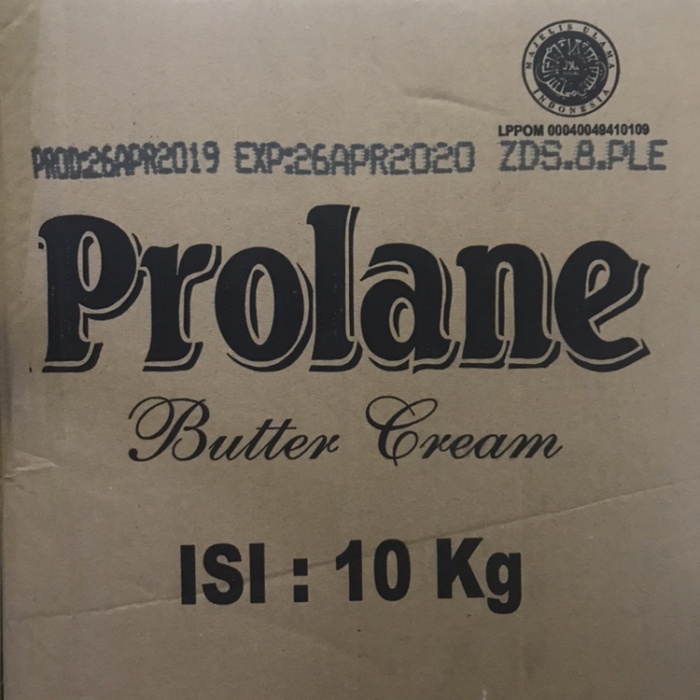 MAJELIS ULAMA
INDONESIA
LPPOM 00040049410109
PROD:26APR2019 EXP:26APR2020 ZDS.8.PLE
Prolane
Butter Cream
ISI : 10 Kg